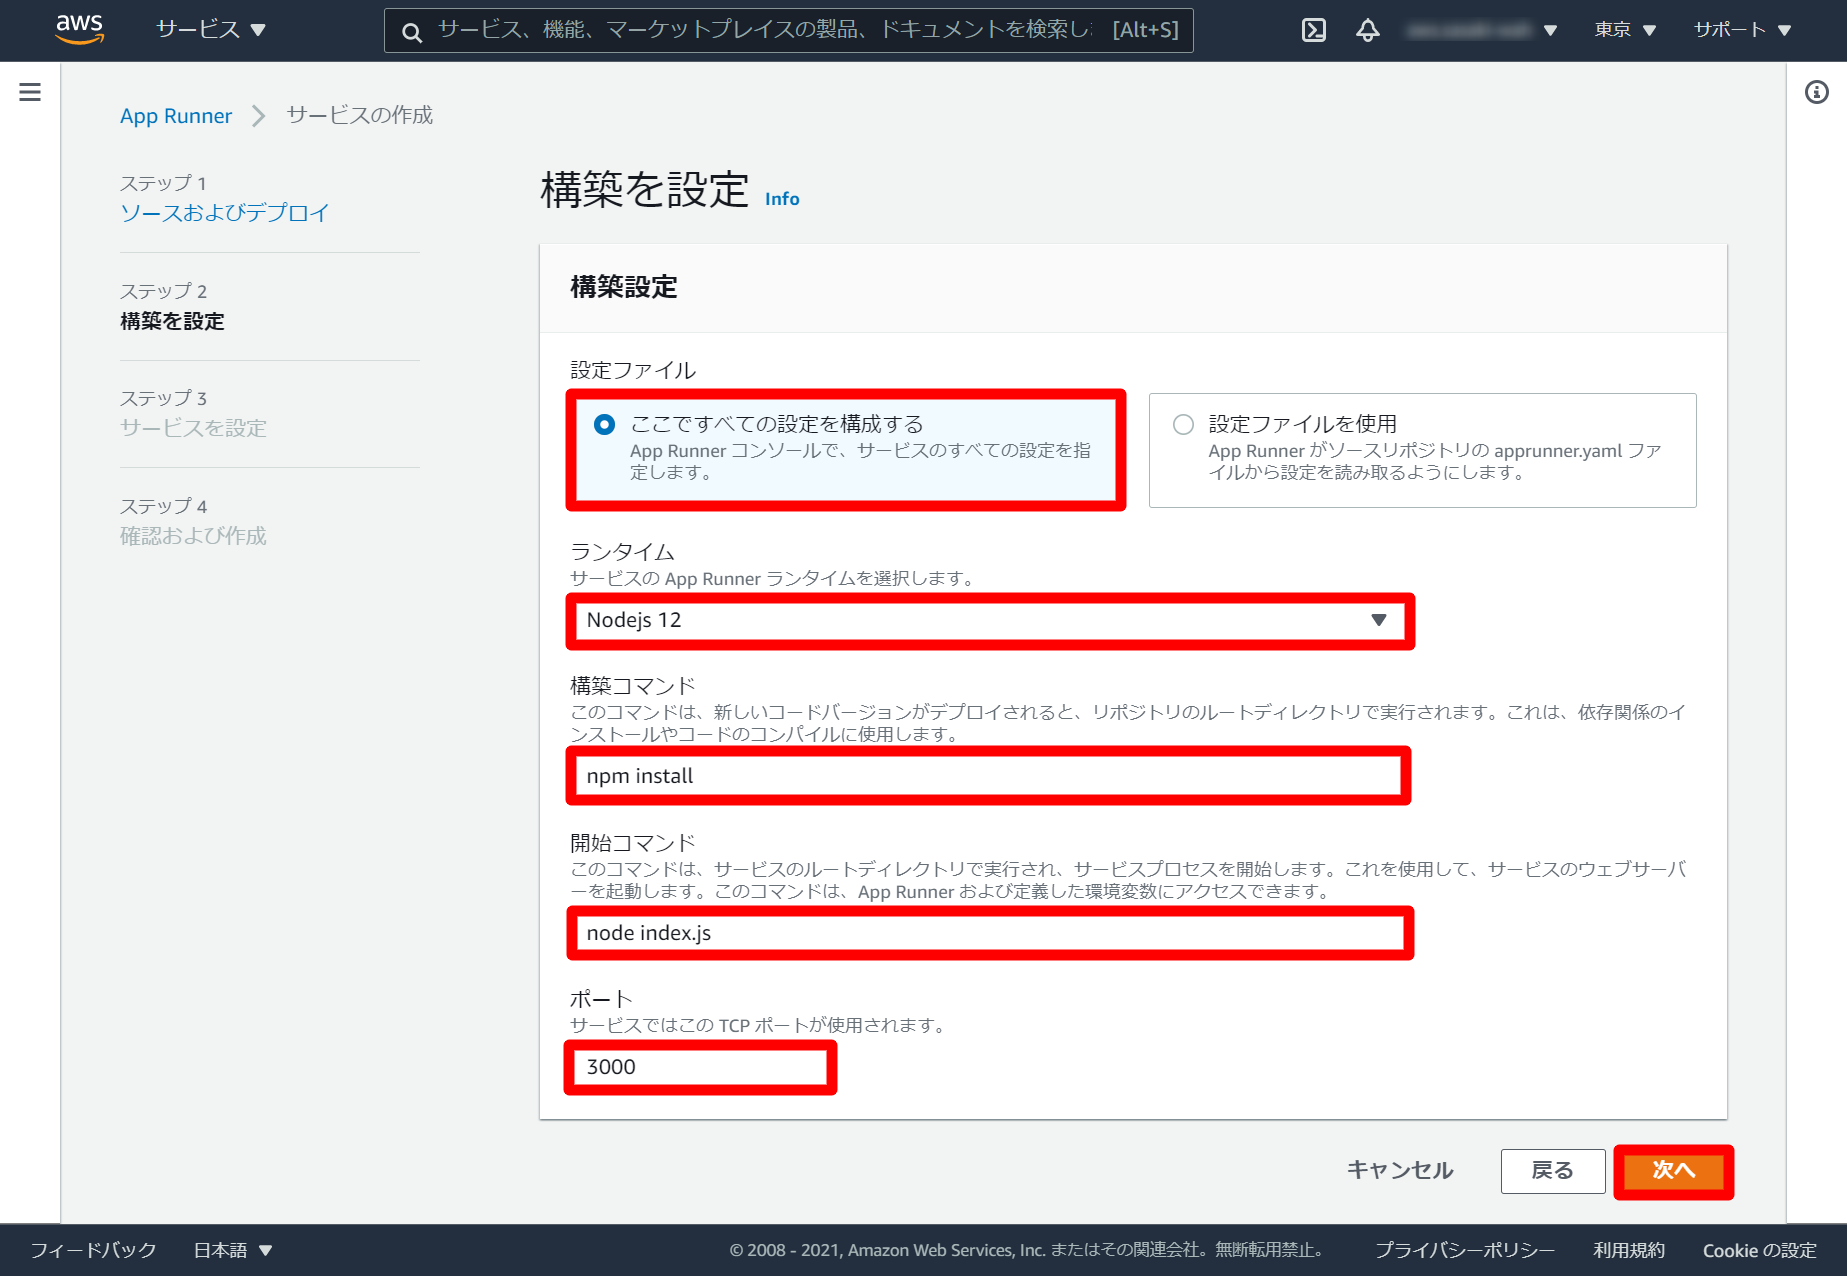 aws
サービス ▼
サービス、機能、マーケットプレイスの製品、ドキュメントを検索し [Alt+S]
東京 ▼
サポート ▼
App Runner
サービスの作成
ステップ 1
ソースおよびデプロイ
ステップ 2
構築を設定
ステップ 3
サービスを設定
ステップ 4
確認および作成
構築を設定 Info
構築設定
設定ファイル
ここですべての設定を構成する
App Runner コンソールで、サービスのすべての設定を指
定します。
設定ファイルを使用
App Runner がソースリポジトリの apprunner.yaml ファ
イルから設定を読み取るようにします。
ランタイム
サービスの App Runner ランタイムを選択します。
Nodejs 12
構築コマンド
このコマンドは、新しいコードバージョンがデプロイされると、リポジトリのルートディレクトリで実行されます。これは、依存関係のイ
ンストールやコードのコンパイルに使用します。
npm install
開始コマンド
このコマンドは、サービスのルートディレクトリで実行され、サービスプロセスを開始します。これを使用して、サービスのウェブサーバ
ーを起動します。このコマンドは、App Runner および定義した環境変数にアクセスできます。
node index.js
ポート
サービスではこの TCP ポートが使用されます。
3000
キャンセル
戻る
次へ
フィードバック
日本語 ▼
© 2008 - 2021, Amazon Web Services, Inc. またはその関連会社。無断転用禁止。
プライバシーポリシー
利用規約
Cookie の設定